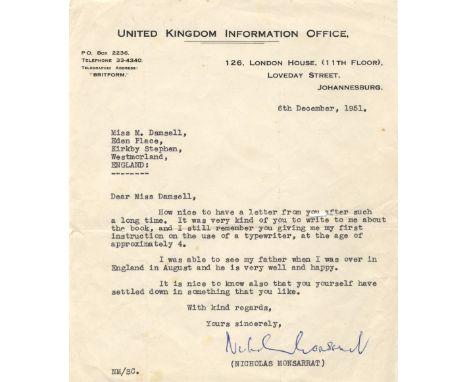 UNITED KINGDOM INFORMATION OFFICE,
P.O. BOX 2236.
TELEPHONE 33-4340.
TELEGRAPHIC ADDRESS:
"BRITFORM."
126, LONDON HOUSE, (11TH FLOOR),
LOVEDAY STREET,
JOHANNESBURG.
6th December, 1951.
Miss M. Damsell,
Eden Place,
Kirkby Stephen,
Westmorland,
ENGLAND:
--------
Dear Miss Damsell,
How nice to have a letter from you after such
a long time. It was very kind of you to write to me about
the book, and I still remember you giving me my first
instruction on the use of a typewriter, at the age of
approximately 4.
I was able to see my father when I was over in
England in August and he is very well and happy.
It is nice to know also that you yourself have
settled down in something that you like.
With kind regards,
Yours sincerely,
Nicholas Monsarrat
(NICHOLAS MONSARRAT)
NM/SC.